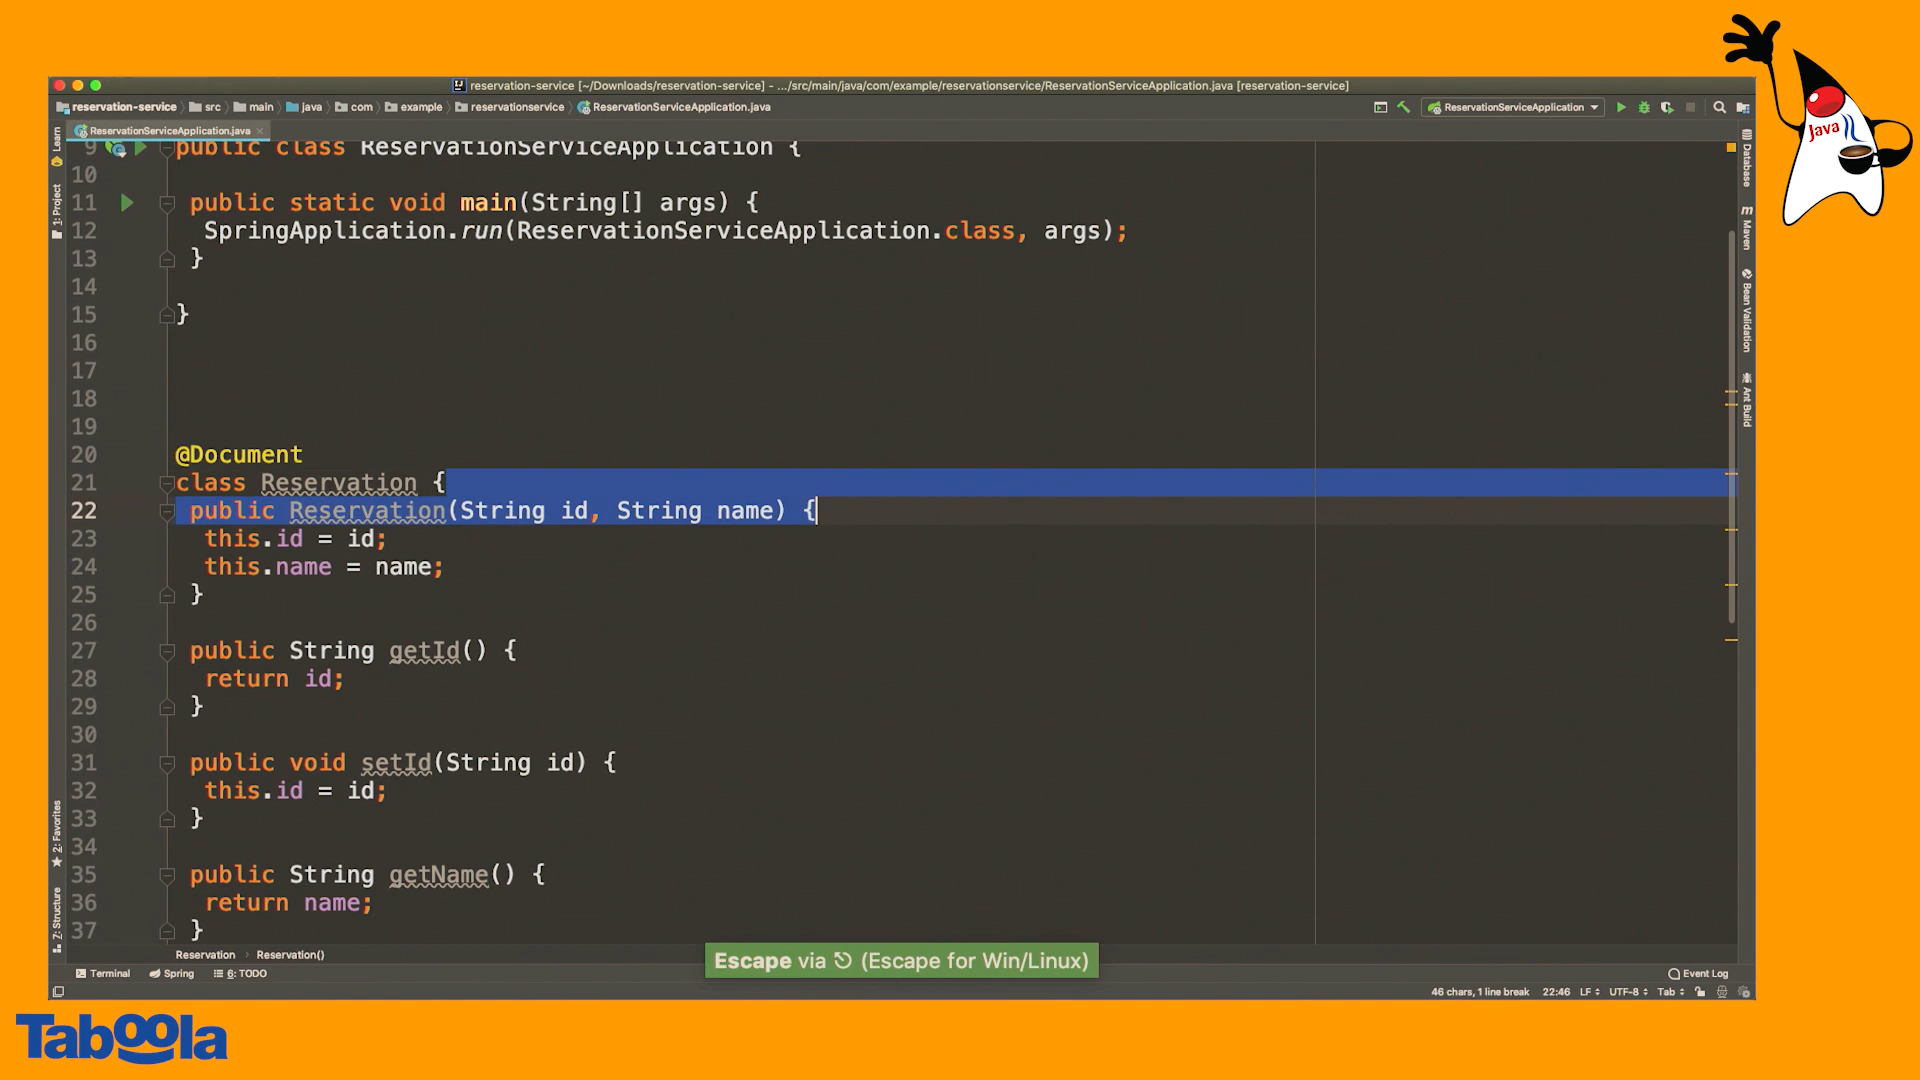 reservation-service [~/Downloads/reservation-service] - .../src/main/java/com/example/reservationservice/ReservationServiceApplication.java [reservation-service]
reservation-service src main java com example reservationservice ReservationServiceApplication.java
ReservationServiceApplication
ReservationServiceApplication.java
Java
Learn
1: Project
2: Favorites
7: Structure
Database
Maven
Bean Validation
Ant Build
9 public class ReservationServiceApplication {
10
11 public static void main(String[] args) {
12 SpringApplication.run(ReservationServiceApplication.class, args);
13 }
14
15 }
16
17
18
19
20 @Document
21 class Reservation {
22 public Reservation(String id, String name) {
23 this.id = id;
24 this.name = name;
25 }
26
27 public String getId() {
28 return id;
29 }
30
31 public void setId(String id) {
32 this.id = id;
33 }
34
35 public String getName() {
36 return name;
37 }
Reservation Reservation()
Escape via ⎋ (Escape for Win/Linux)
Terminal Spring 6: TODO
Event Log
46 chars, 1 line break 22:46 LF UTF-8 Tab
Taboola